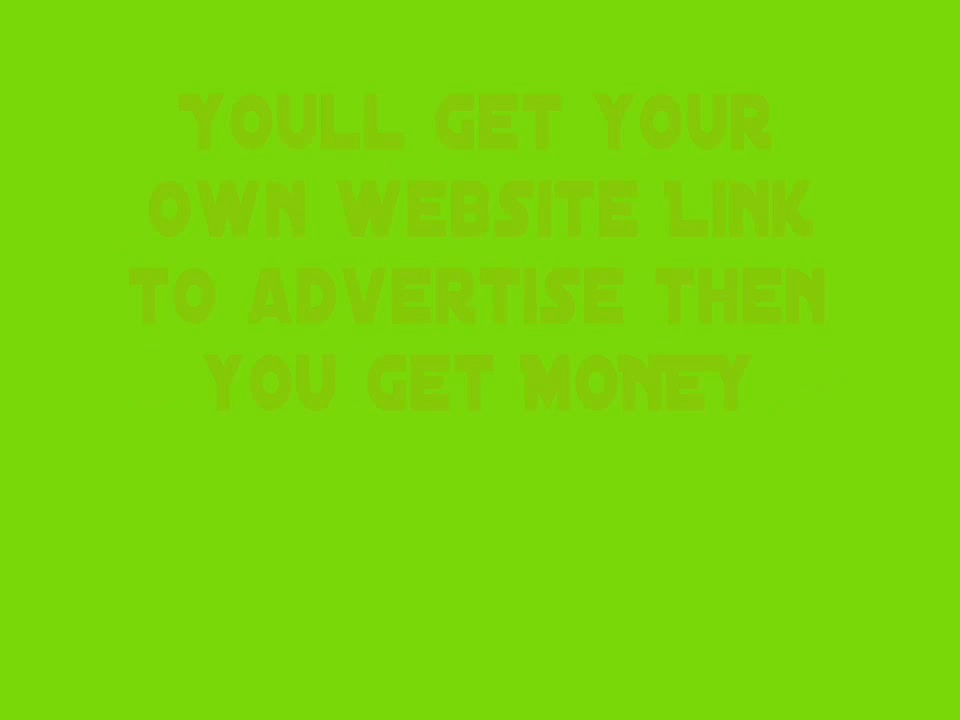 YOULL GET YOUR
OWN WEBSITE LINK
TO ADVERTISE THEN
YOU GET MONEY